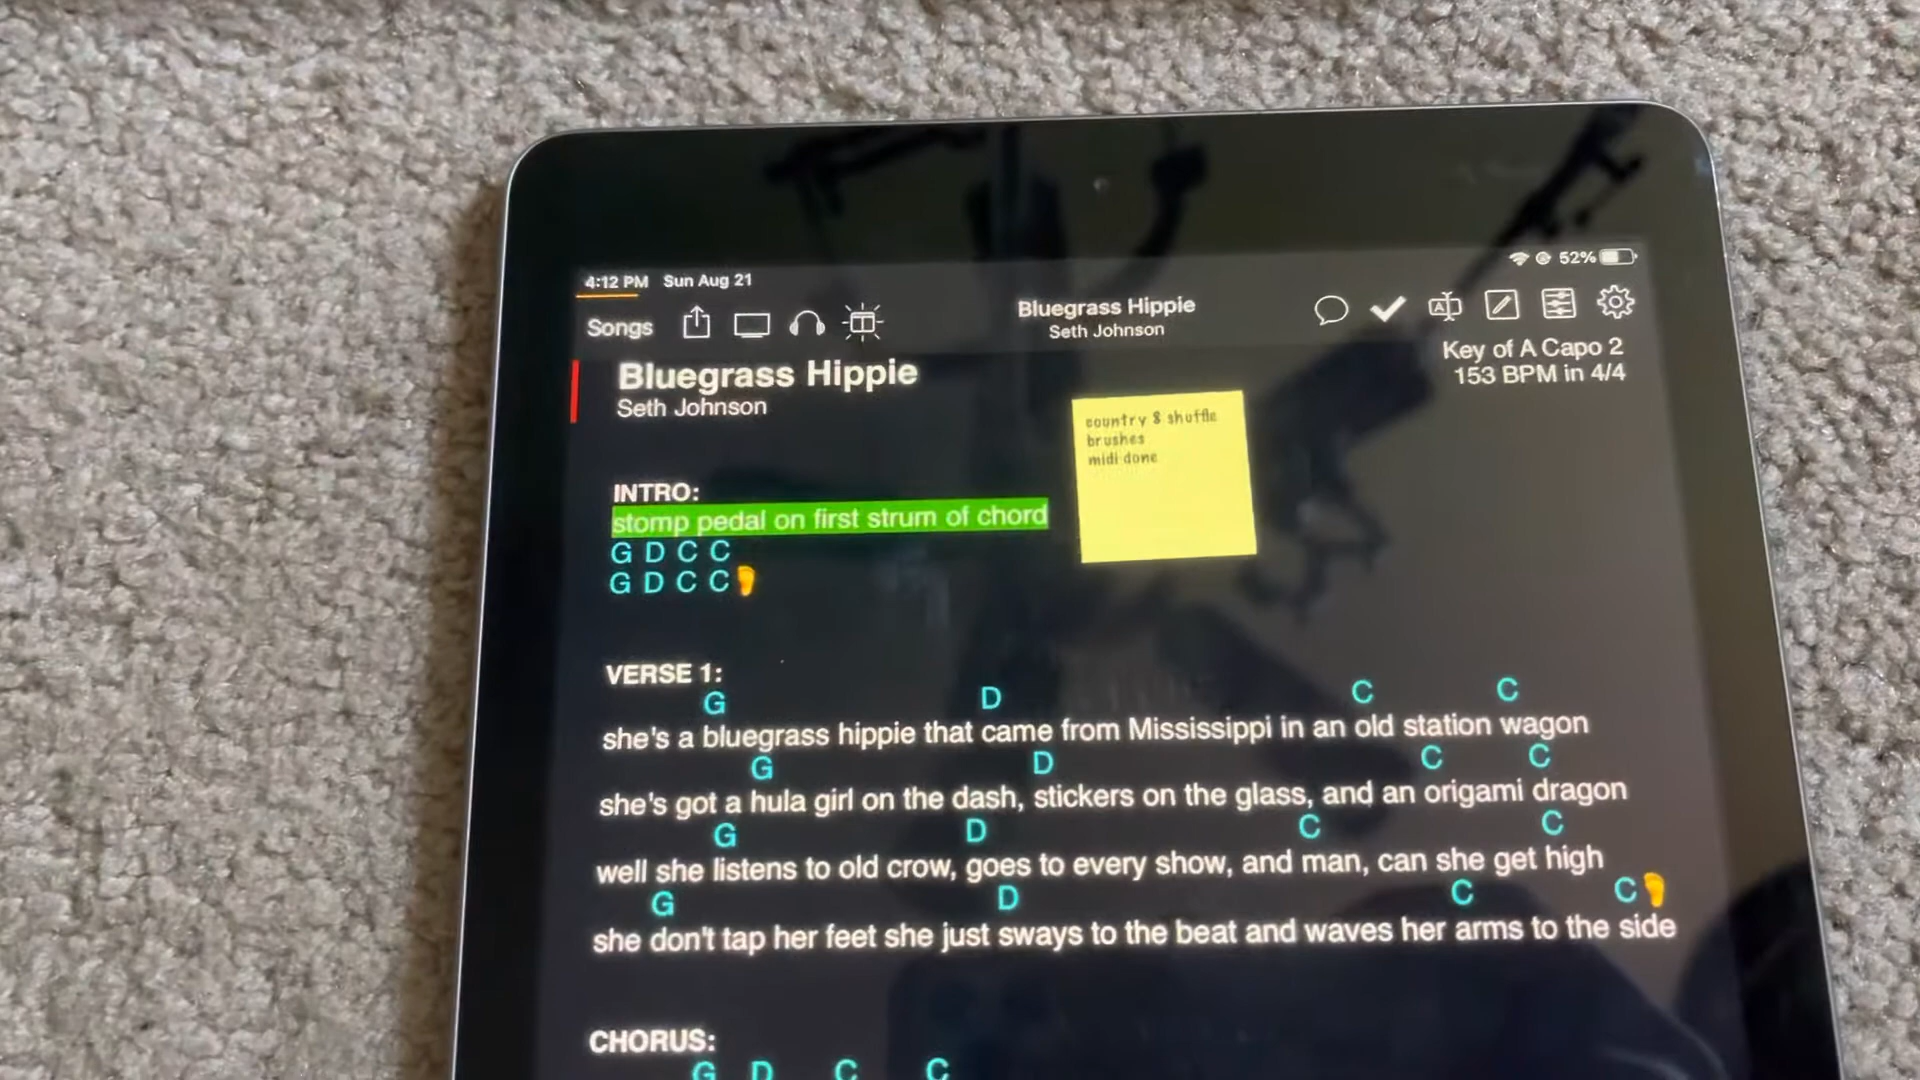 4:12 PM Sun Aug 21
52%
Songs
Bluegrass Hippie
Seth Johnson
A
Key of A Capo 2
153 BPM in 4/4
Bluegrass Hippie
Seth Johnson
country 8 shuffle
brushes
midi done
INTRO:
stomp pedal on first strum of chord
G D C C
G D C C
VERSE 1:
G D C C
she's a bluegrass hippie that came from Mississippi in an old station wagon
G D C C
she's got a hula girl on the dash, stickers on the glass, and an origami dragon
G D C C
well she listens to old crow, goes to every show, and man, can she get high
G D C C
she don't tap her feet she just sways to the beat and waves her arms to the side
CHORUS:
G D C C